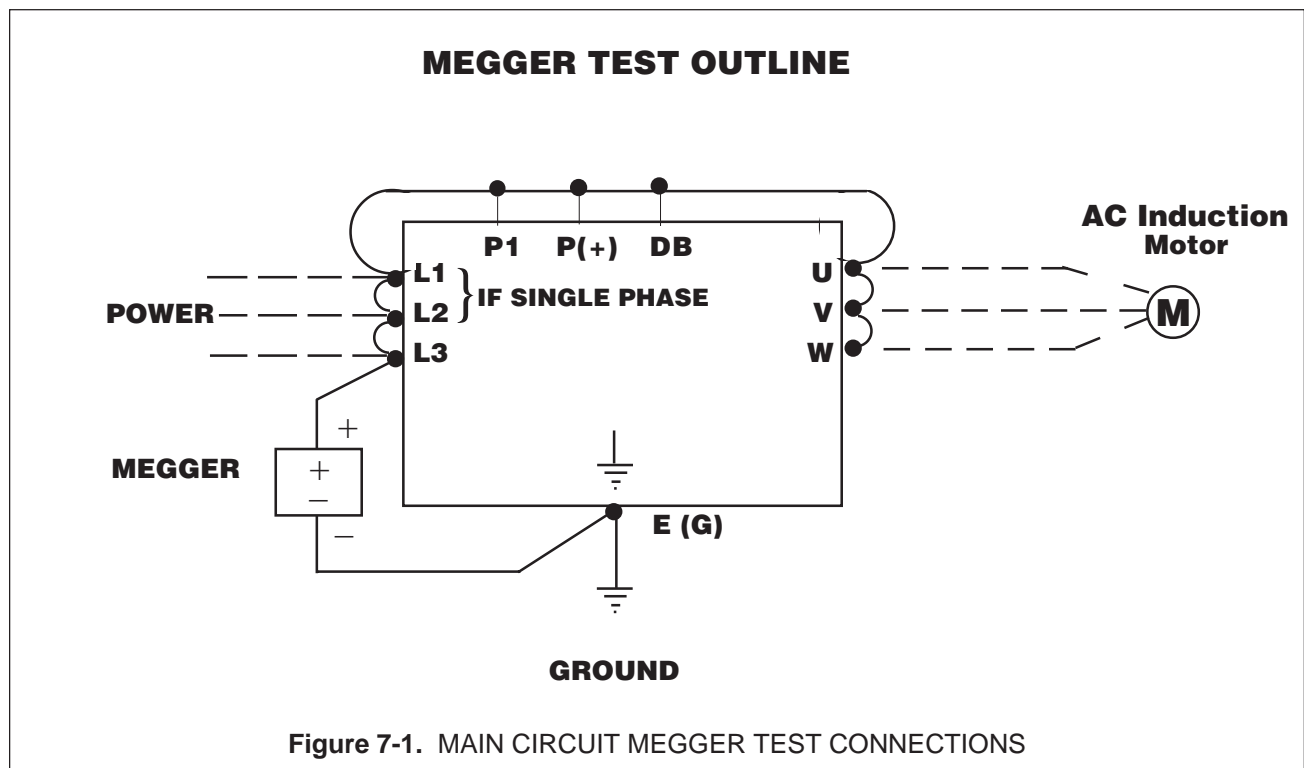 MEGGER TEST OUTLINE
AC Induction
Motor
P1 P(+) DB
L1
L2
L3
IF SINGLE PHASE
POWER
U
V
W
M
+
MEGGER
+
−
−
E (G)
GROUND
Figure 7-1. MAIN CIRCUIT MEGGER TEST CONNECTIONS